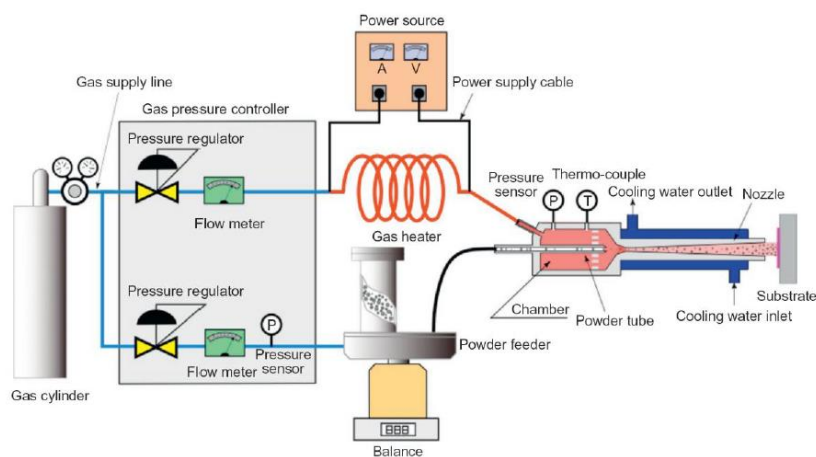 Power source
A V
Gas supply line
Power supply cable
Gas pressure controller
Pressure regulator
Pressure
sensor
Thermo-couple
P T
Cooling water outlet
Nozzle
Flow meter
Gas heater
Pressure regulator
Chamber
Powder tube
Substrate
Cooling water inlet
P
Flow meter
Pressure
sensor
Powder feeder
Gas cylinder
888
Balance